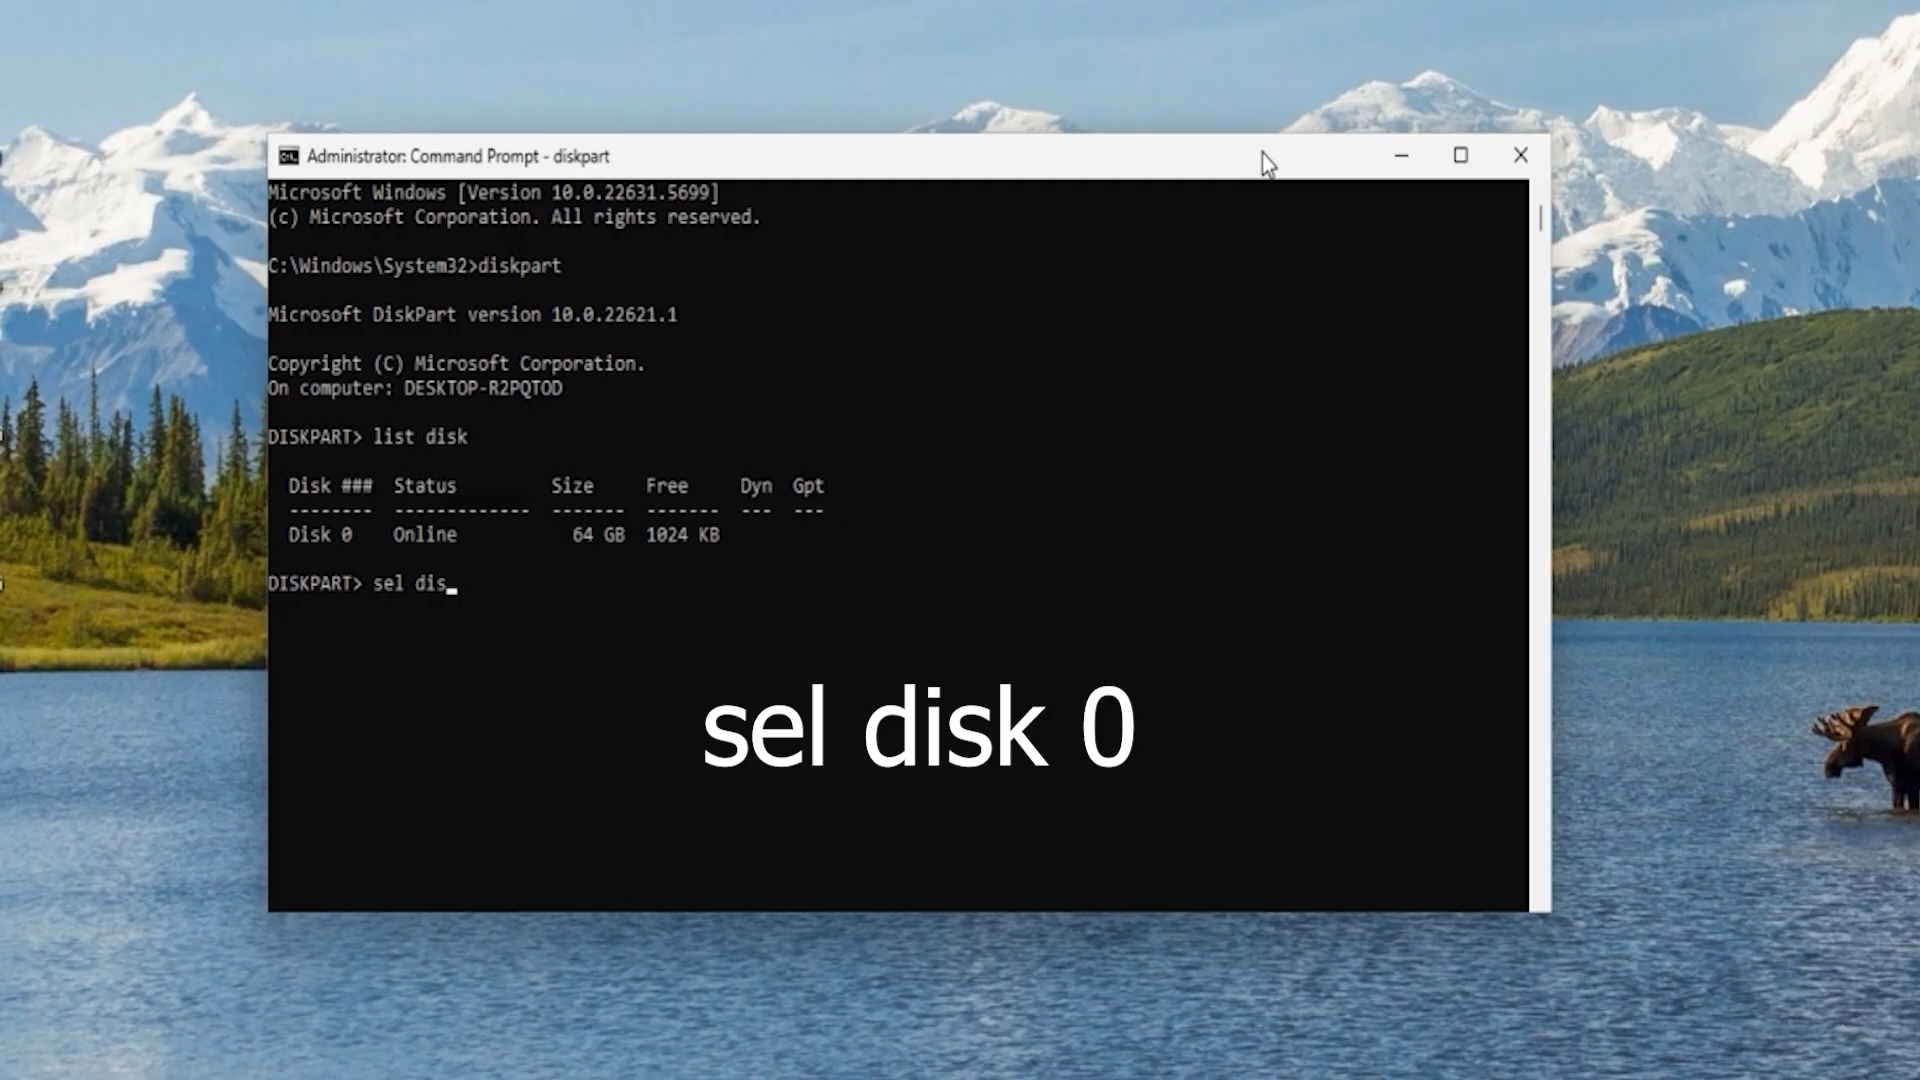 Administrator: Command Prompt - diskpart
Microsoft Windows [Version 10.0.22631.5699]
(c) Microsoft Corporation. All rights reserved.
C:\Windows\System32>diskpart
Microsoft DiskPart version 10.0.22621.1
Copyright (C) Microsoft Corporation.
On computer: DESKTOP-R2PQTOD
DISKPART> list disk
Disk ###  Status         Size     Free     Dyn  Gpt
--------  -------------  -------  -------  ---  ---
Disk 0    Online           64 GB  1024 KB
DISKPART> sel dis_
sel disk 0